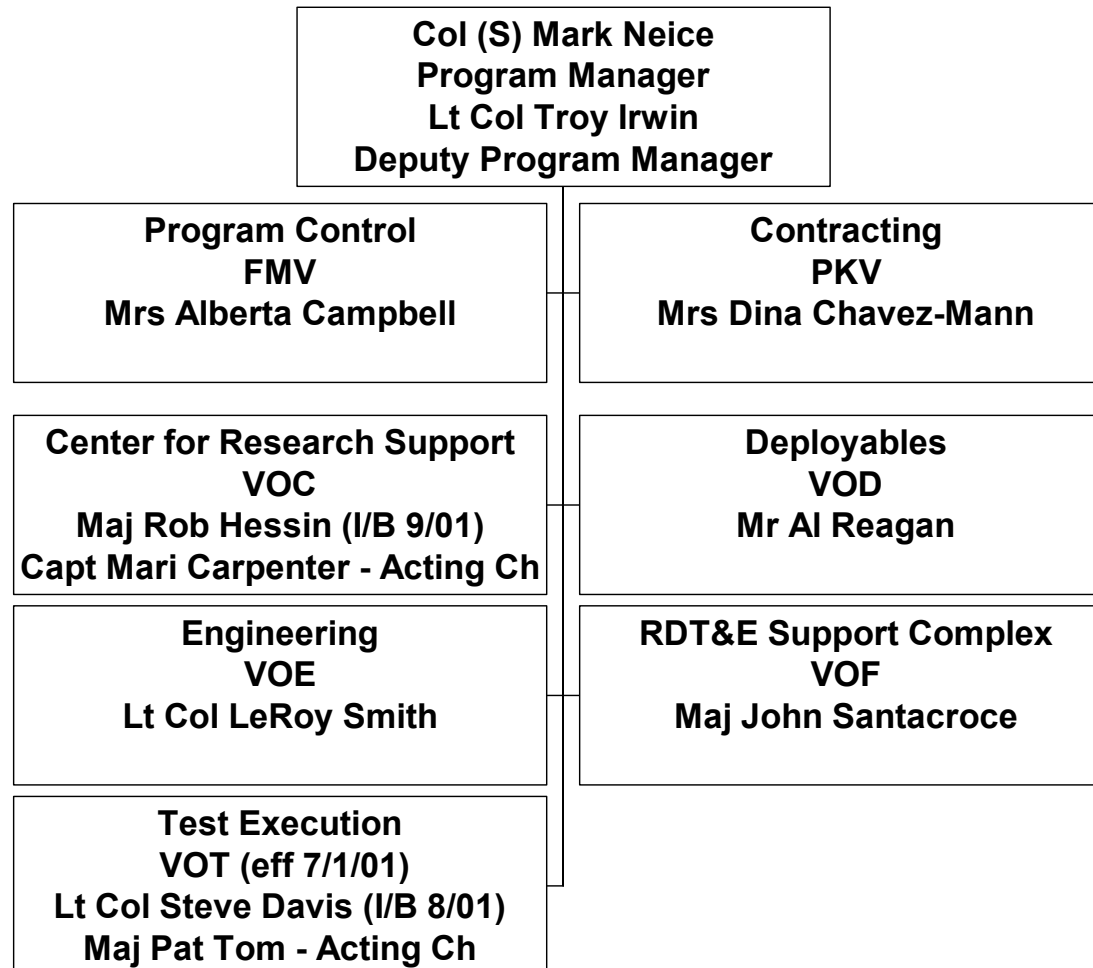 Col (S) Mark Neice
Program Manager
Lt Col Troy Irwin
Deputy Program Manager
Program Control
FMV
Mrs Alberta Campbell
Contracting
PKV
Mrs Dina Chavez-Mann
Center for Research Support
VOC
Maj Rob Hessin (I/B 9/01)
Capt Mari Carpenter - Acting Ch
Deployables
VOD
Mr Al Reagan
Engineering
VOE
Lt Col LeRoy Smith
RDT&E Support Complex
VOF
Maj John Santacroce
Test Execution
VOT (eff 7/1/01)
Lt Col Steve Davis (I/B 8/01)
Maj Pat Tom - Acting Ch